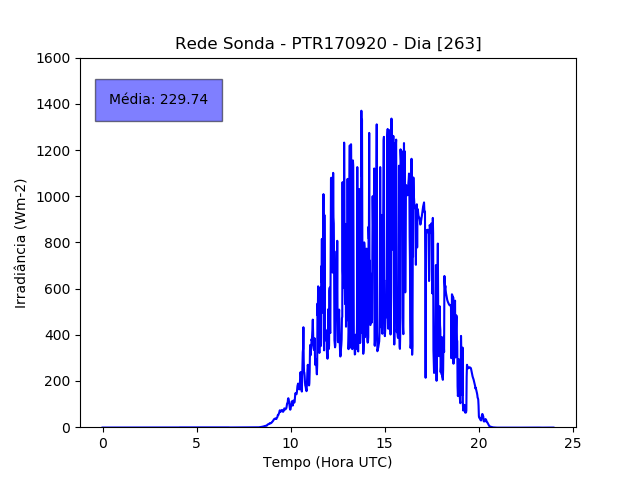 Rede Sonda - PTR170920 - Dia [263]
1600
1400
1200
1000
800
600
400
200
0
Média: 229.74
Irradiância (Wm-2)
0 5 10 15 20 25
Tempo (Hora UTC)